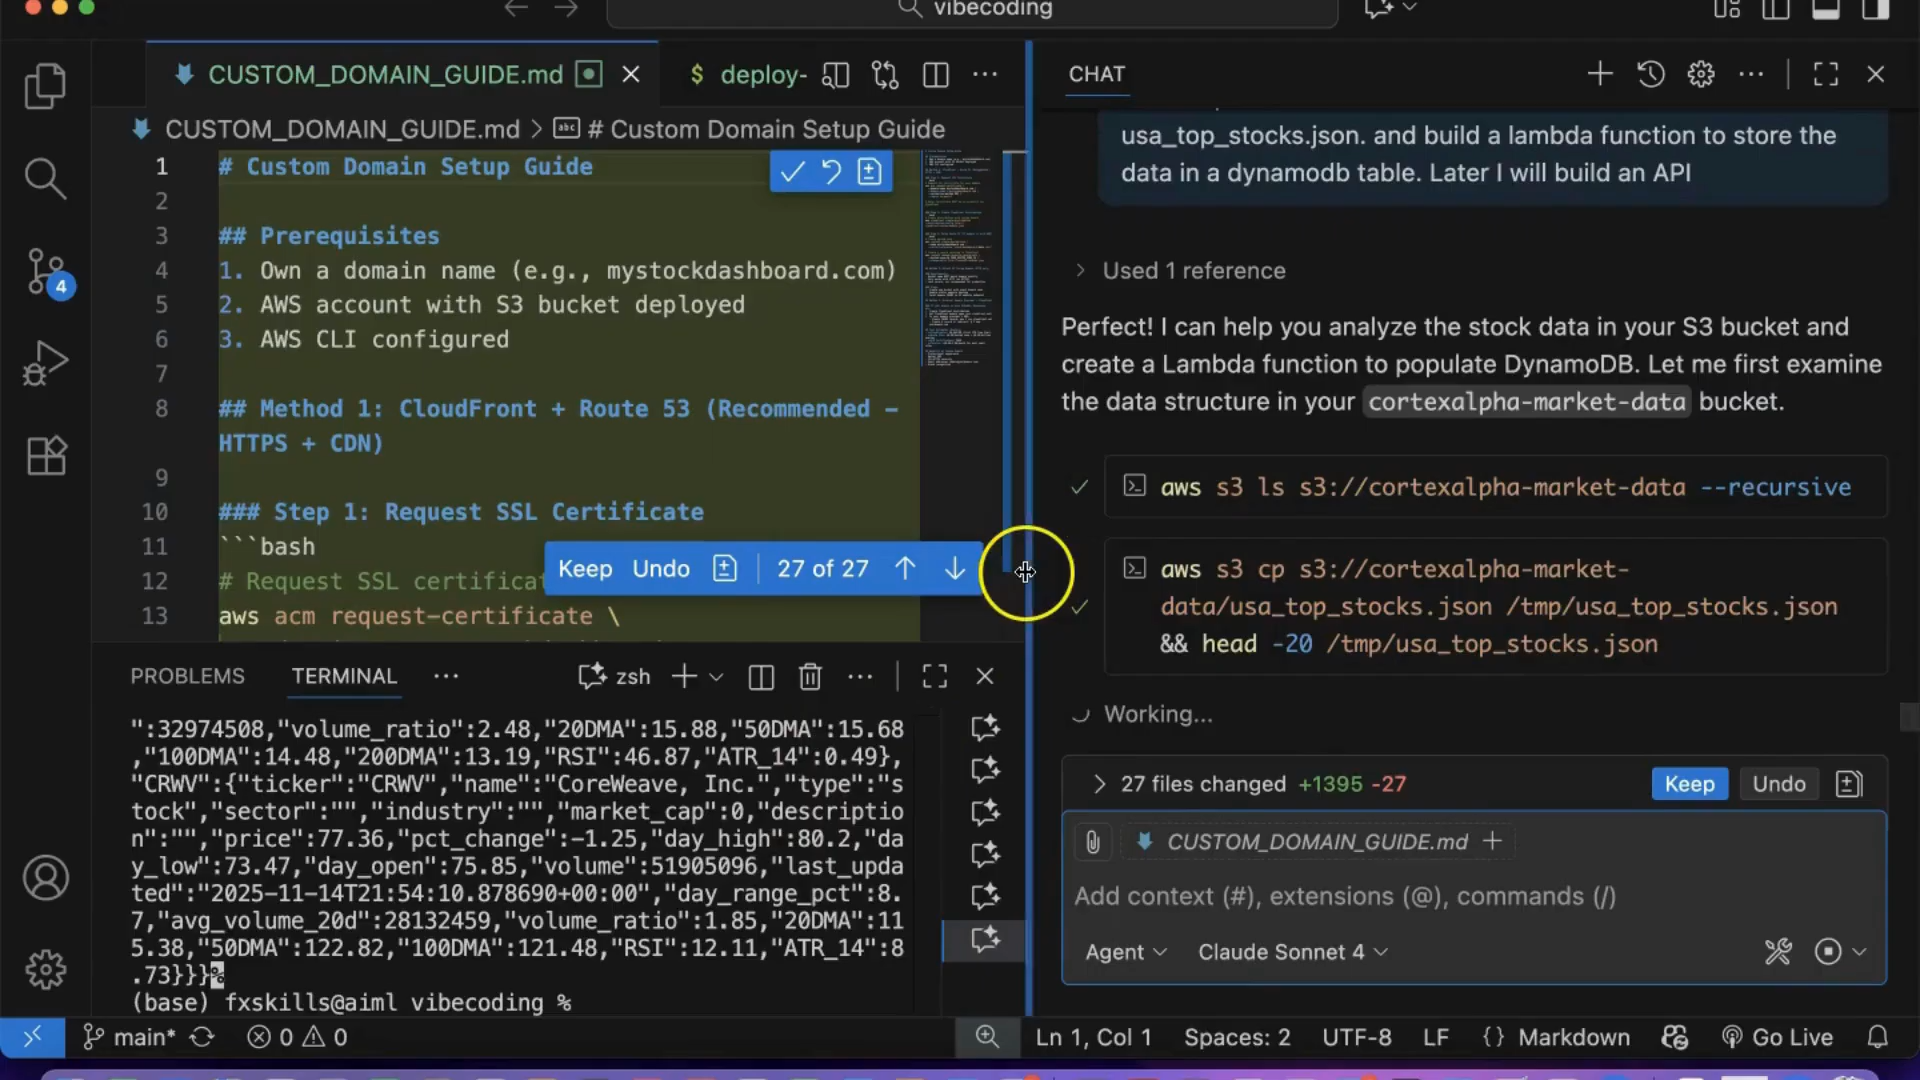 vibecoding
CUSTOM_DOMAIN_GUIDE.md
$ deploy-
CUSTOM_DOMAIN_GUIDE.md > # Custom Domain Setup Guide
1 # Custom Domain Setup Guide
2
3 ## Prerequisites
4 1. Own a domain name (e.g., mystockdashboard.com)
5 2. AWS account with S3 bucket deployed
6 3. AWS CLI configured
7
8 ## Method 1: CloudFront + Route 53 (Recommended -
HTTPS + CDN)
9
10 ### Step 1: Request SSL Certificate
11 ```bash
12 # Request SSL certificat
13 aws acm request-certificate \
Keep Undo 27 of 27
4
PROBLEMS TERMINAL ··· zsh
":32974508,"volume_ratio":2.48,"20DMA":15.88,"50DMA":15.68
,"100DMA":14.48,"200DMA":13.19,"RSI":46.87,"ATR_14":0.49},
"CRWV":{"ticker":"CRWV","name":"CoreWeave, Inc.","type":"s
tock","sector":"","industry":"","market_cap":0,"descriptio
n":"","price":77.36,"pct_change":-1.25,"day_high":80.2,"da
y_low":73.47,"day_open":75.85,"volume":51905096,"last_upda
ted":"2025-11-14T21:54:10.878690+00:00","day_range_pct":8.
7,"avg_volume_20d":28132459,"volume_ratio":1.85,"20DMA":11
5.38,"50DMA":122.82,"100DMA":121.48,"RSI":12.11,"ATR_14":8
.73}}}%
(base) fxskills@aiml vibecoding %
CHAT
usa_top_stocks.json. and build a lambda function to store the
data in a dynamodb table. Later I will build an API
> Used 1 reference
Perfect! I can help you analyze the stock data in your S3 bucket and
create a Lambda function to populate DynamoDB. Let me first examine
the data structure in your cortexalpha-market-data bucket.
aws s3 ls s3://cortexalpha-market-data --recursive
aws s3 cp s3://cortexalpha-market-
data/usa_top_stocks.json /tmp/usa_top_stocks.json
&& head -20 /tmp/usa_top_stocks.json
Working...
> 27 files changed +1395 -27 Keep Undo
CUSTOM_DOMAIN_GUIDE.md +
Add context (#), extensions (@), commands (/)
Agent Claude Sonnet 4
main* 0 0 Ln 1, Col 1 Spaces: 2 UTF-8 LF {} Markdown Go Live